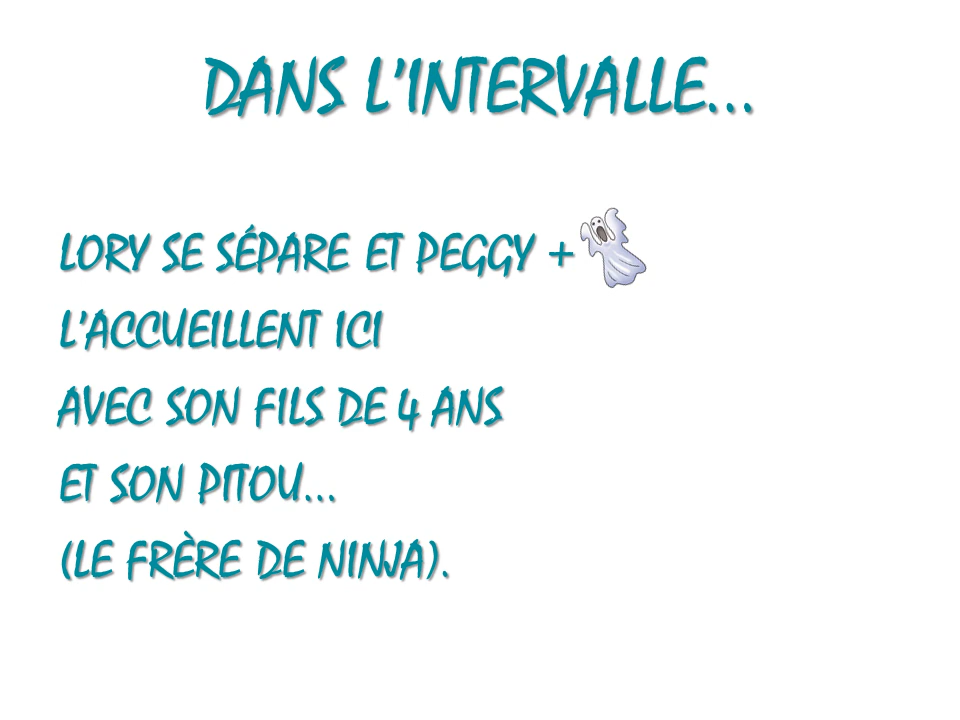 DANS L'INTERVALLE...
LORY SE SÉPARE ET PEGGY +
L'ACCUEILLENT ICI
AVEC SON FILS DE 4 ANS
ET SON PITOU...
(LE FRÈRE DE NINJA).